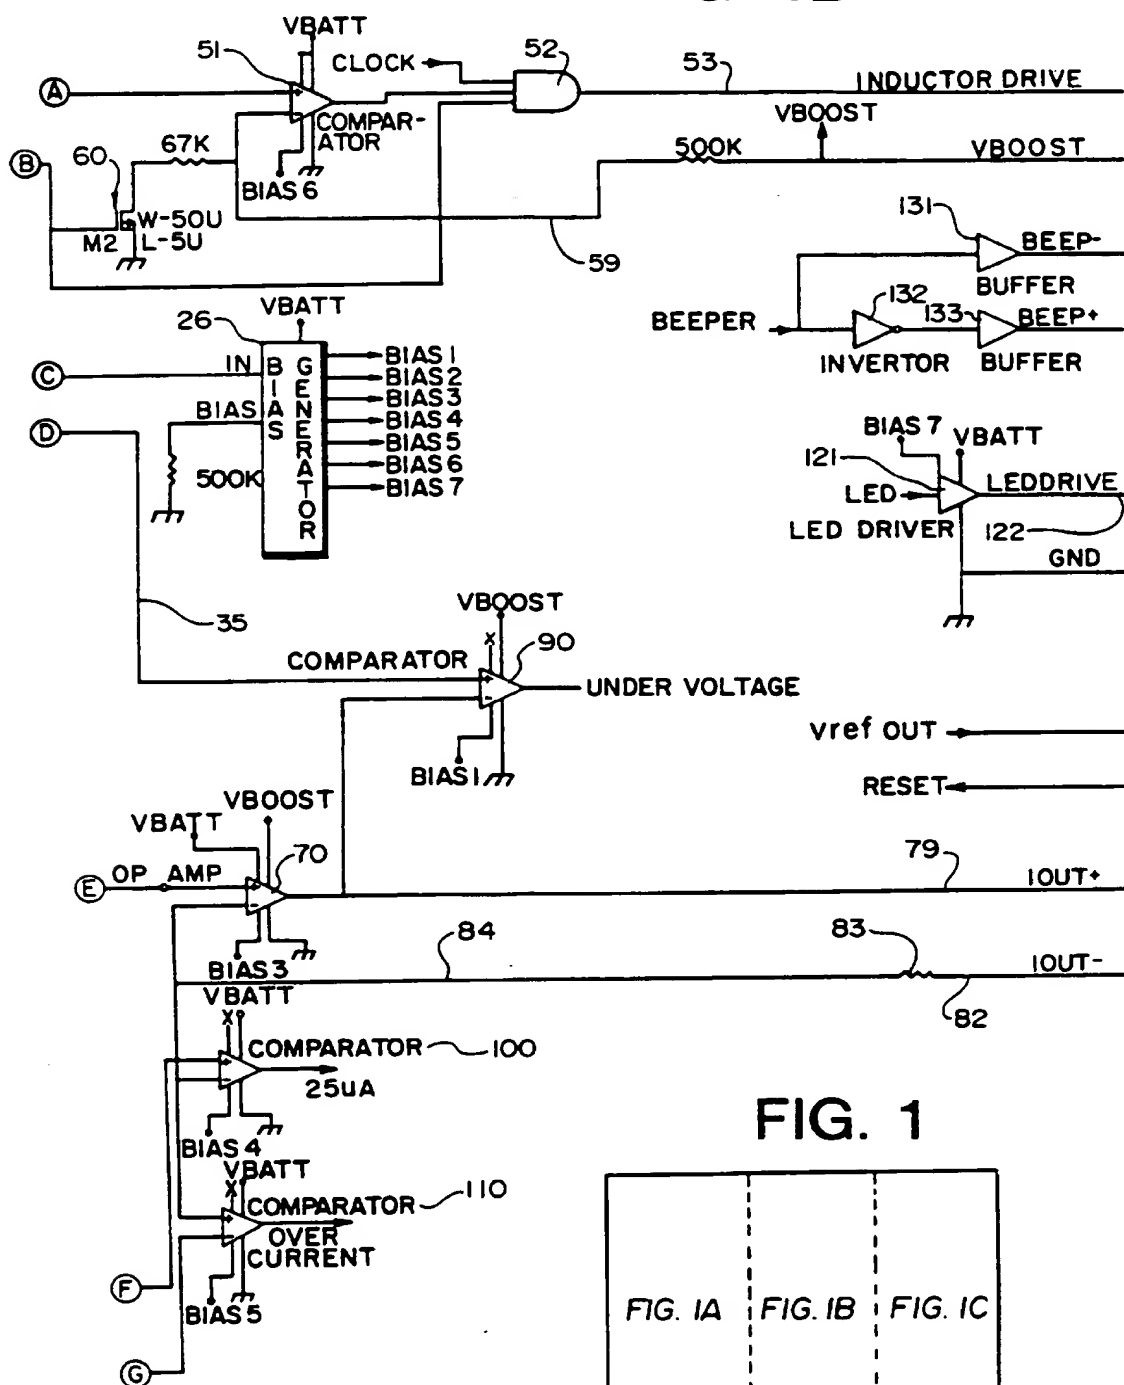 VBATT
51
CLOCK
52
53
INDUCTOR DRIVE
A
COMPAR-
ATOR
VBOOST
67K
500K
VBOOST
B
60
BIAS 6
W-50U
M2
L-5U
59
131
BEEP-
BUFFER
VBATT
132
133
BEEP+
26
BEEPER
INVERTOR
BUFFER
C
IN
BIAS
GENERATOR
BIAS 1
BIAS 2
BIAS 3
BIAS 4
BIAS 5
BIAS 6
BIAS 7
D
BIAS
500K
BIAS 7
VBATT
121
LED
LEDDRIVE
LED DRIVER
122
GND
35
VBOOST
X
90
COMPARATOR
UNDER VOLTAGE
BIAS 1
vref OUT
RESET
VBOOST
VBATT
70
79
E
OP AMP
IOUT+
84
83
BIAS 3
IOUT-
82
VBATT
X
COMPARATOR
100
25uA
BIAS 4
VBATT
X
COMPARATOR
110
OVER
CURRENT
F
BIAS 5
G
FIG. 1
FIG. 1A
FIG. 1B
FIG. 1C